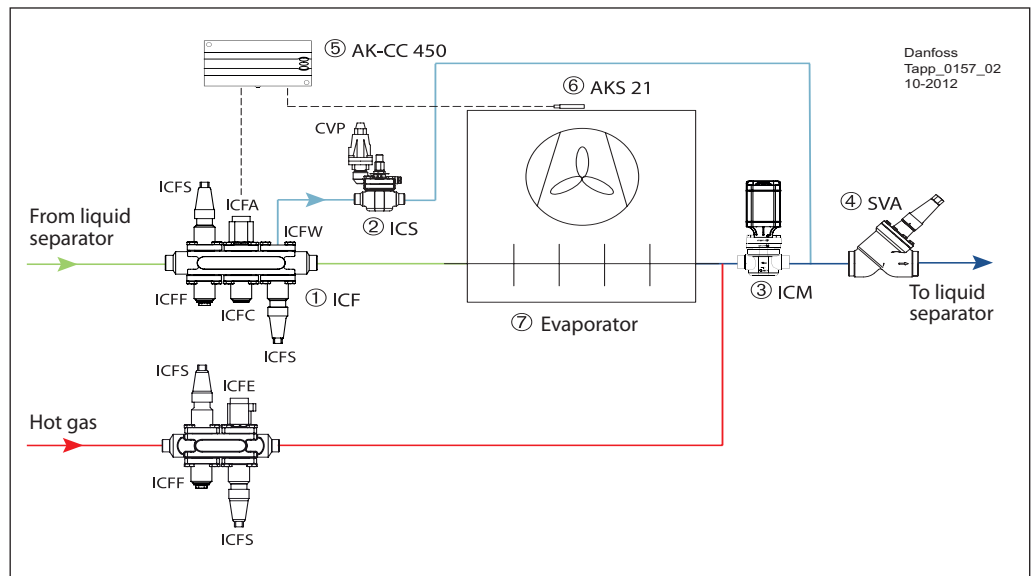 ⑤ AK-CC 450
Danfoss
Tapp_0157_02
10-2012
⑥ AKS 21
CVP
ICFS
ICFA
ICFW
From liquid
separator
② ICS
④ SVA
ICFF
ICFC
① ICF
③ ICM
To liquid
separator
⑦ Evaporator
ICFS
ICFS
ICFE
Hot gas
ICFF
ICFS